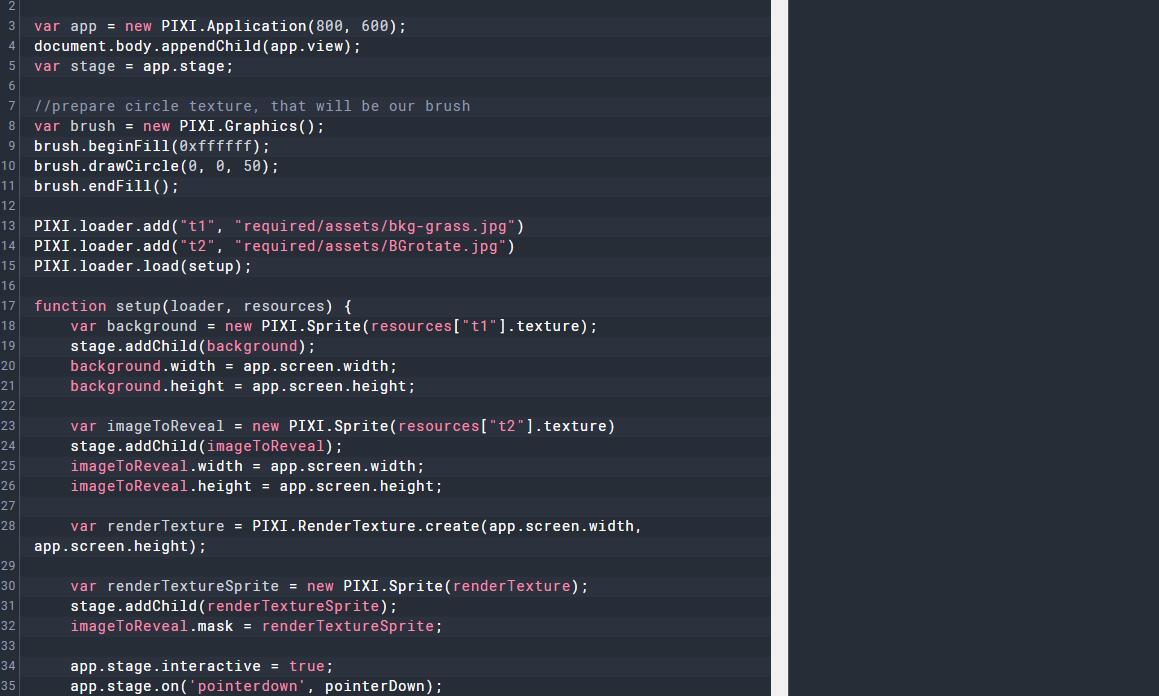 2
3 var app = new PIXI.Application(800, 600);
4 document.body.appendChild(app.view);
5 var stage = app.stage;
6
7 //prepare circle texture, that will be our brush
8 var brush = new PIXI.Graphics();
9 brush.beginFill(0xffffff);
10 brush.drawCircle(0, 0, 50);
11 brush.endFill();
12
13 PIXI.loader.add("t1", "required/assets/bkg-grass.jpg")
14 PIXI.loader.add("t2", "required/assets/BGrotate.jpg")
15 PIXI.loader.load(setup);
16
17 function setup(loader, resources) {
18     var background = new PIXI.Sprite(resources["t1"].texture);
19     stage.addChild(background);
20     background.width = app.screen.width;
21     background.height = app.screen.height;
22
23     var imageToReveal = new PIXI.Sprite(resources["t2"].texture)
24     stage.addChild(imageToReveal);
25     imageToReveal.width = app.screen.width;
26     imageToReveal.height = app.screen.height;
27
28     var renderTexture = PIXI.RenderTexture.create(app.screen.width,
app.screen.height);
29
30     var renderTextureSprite = new PIXI.Sprite(renderTexture);
31     stage.addChild(renderTextureSprite);
32     imageToReveal.mask = renderTextureSprite;
33
34     app.stage.interactive = true;
35     app.stage.on('pointerdown', pointerDown);